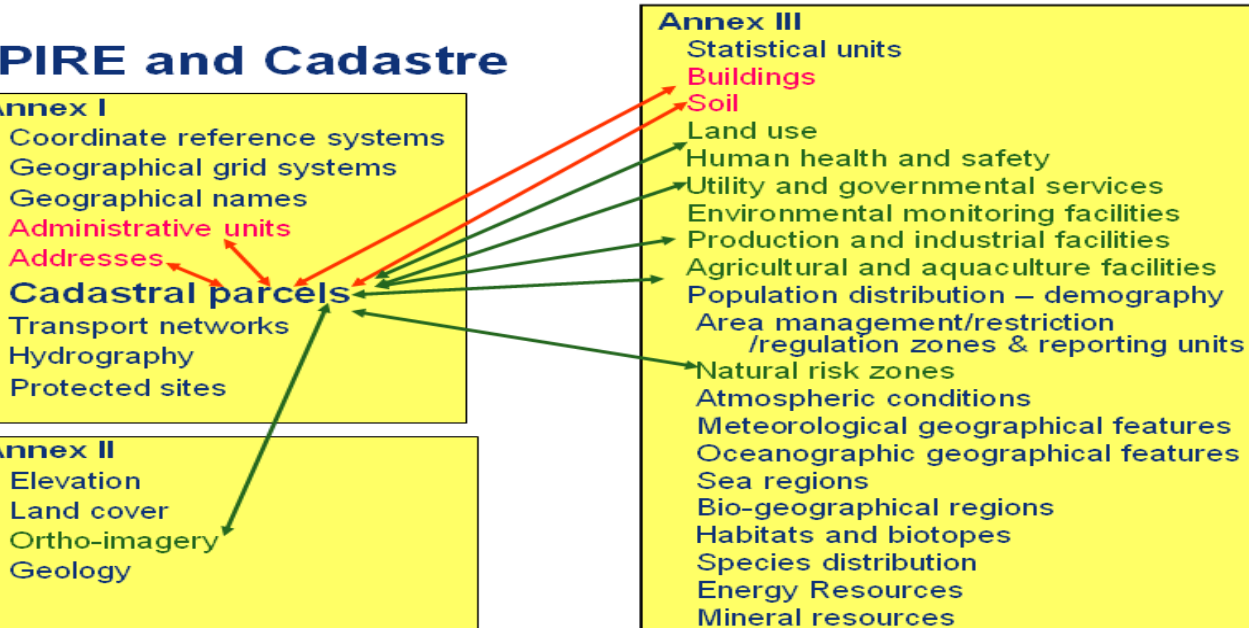 PIRE and Cadastre
Annex I
Coordinate reference systems
Geographical grid systems
Geographical names
Administrative units
Addresses
Cadastral parcels
Transport networks
Hydrography
Protected sites
Annex II
Elevation
Land cover
Ortho-imagery
Geology
Annex III
Statistical units
Buildings
Soil
Land use
Human health and safety
Utility and governmental services
Environmental monitoring facilities
Production and industrial facilities
Agricultural and aquaculture facilities
Population distribution – demography
Area management/restriction
/regulation zones & reporting units
Natural risk zones
Atmospheric conditions
Meteorological geographical features
Oceanographic geographical features
Sea regions
Bio-geographical regions
Habitats and biotopes
Species distribution
Energy Resources
Mineral resources